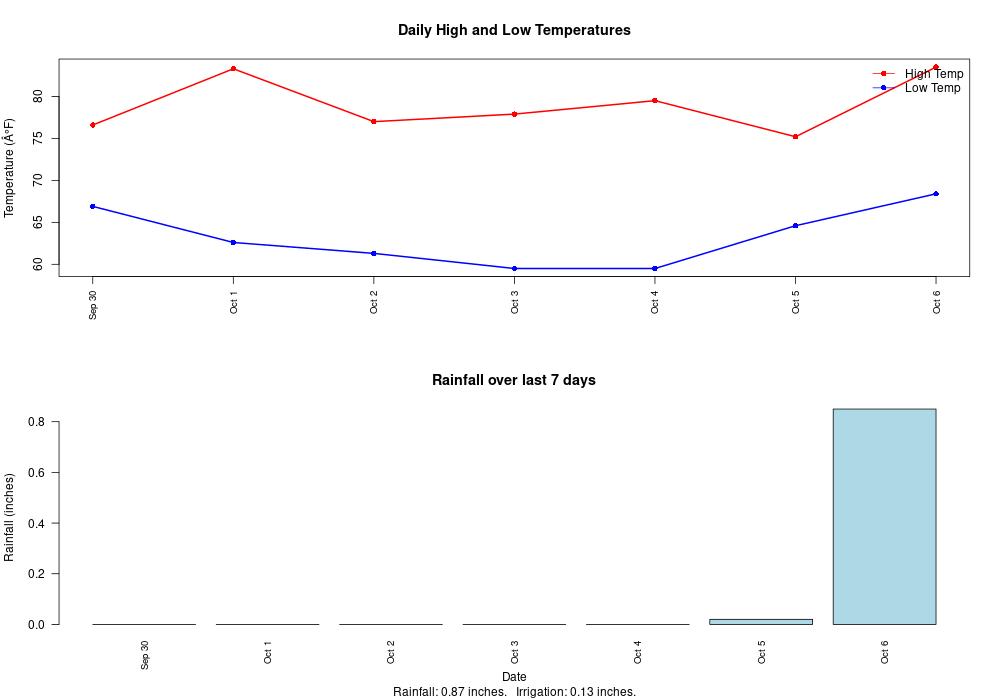 Daily High and Low Temperatures
High Temp
Low Temp
Temperature (Â°F)
80
75
70
65
60
Sep 30
Oct 1
Oct 2
Oct 3
Oct 4
Oct 5
Oct 6
Rainfall over last 7 days
Rainfall (inches)
0.8
0.6
0.4
0.2
0.0
Sep 30
Oct 1
Oct 2
Oct 3
Oct 4
Oct 5
Oct 6
Date
Rainfall: 0.87 inches.  Irrigation: 0.13 inches.